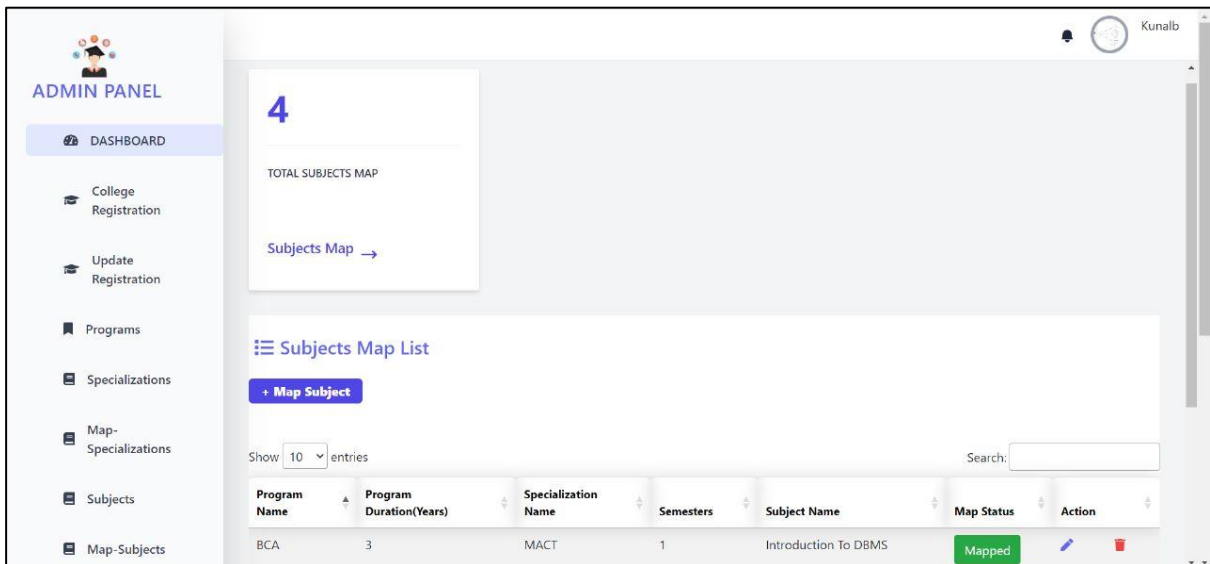 Kunalb
ADMIN PANEL
DASHBOARD
College
Registration
Update
Registration
Programs
Specializations
Map-
Specializations
Subjects
Map-Subjects
4
TOTAL SUBJECTS MAP
Subjects Map →
Subjects Map List
+ Map Subject
Show 10 entries
Search:
Program Name Program Duration(Years) Specialization Name Semesters Subject Name Map Status Action
BCA 3 MACT 1 Introduction To DBMS Mapped